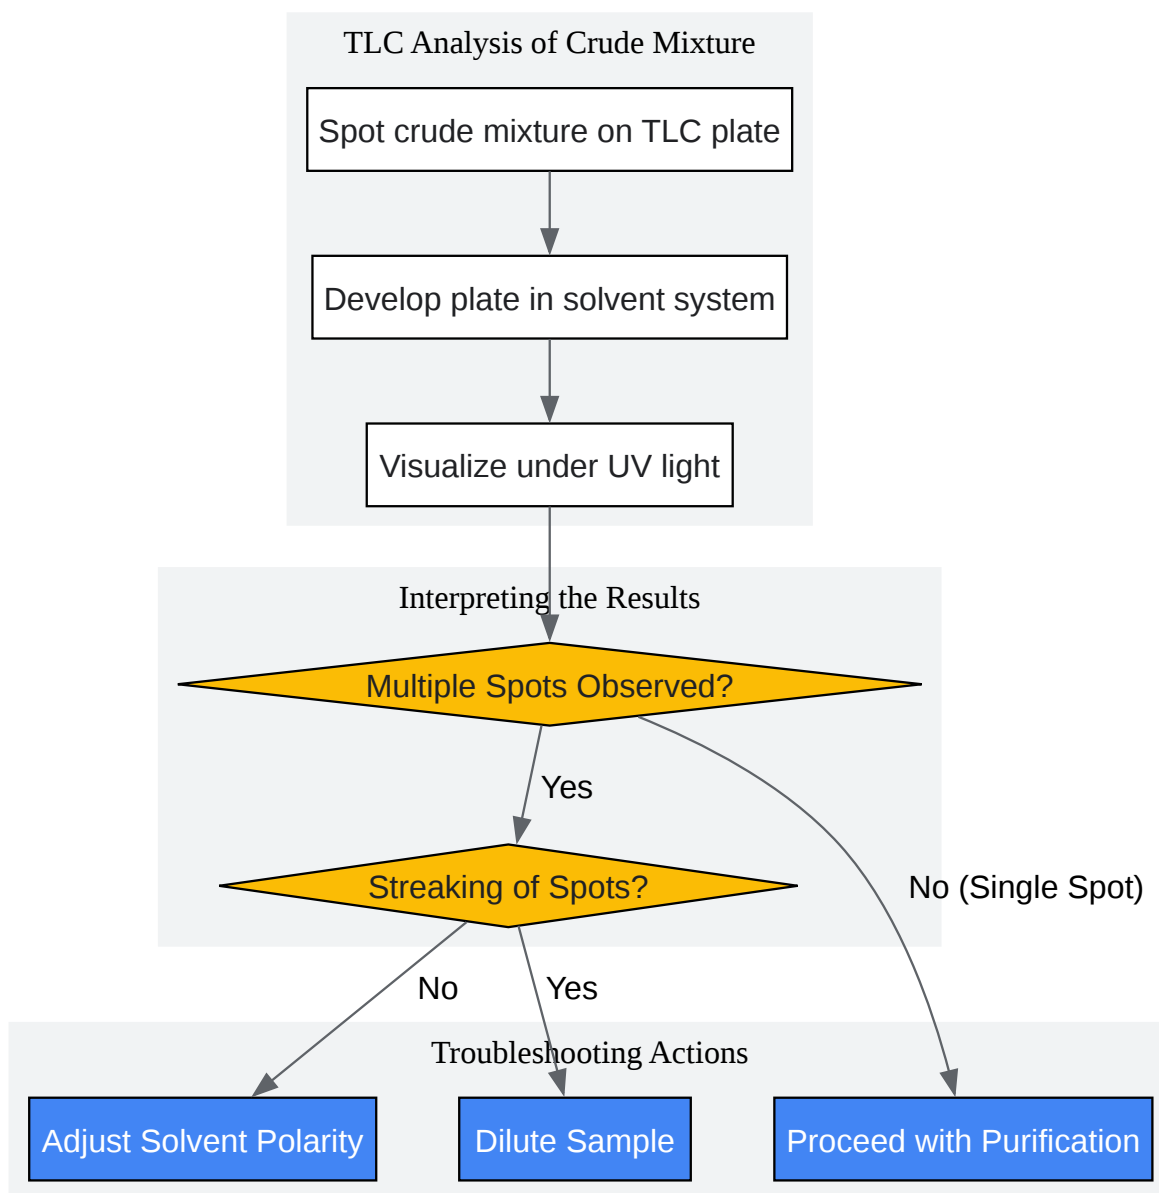 TLC Analysis of Crude Mixture
Spot crude mixture on TLC plate
Develop plate in solvent system
Visualize under UV light
Interpreting the Results
Multiple Spots Observed?
Yes
Streaking of Spots?
No (Single Spot)
No
Yes
Troubleshooting Actions
Adjust Solvent Polarity
Dilute Sample
Proceed with Purification